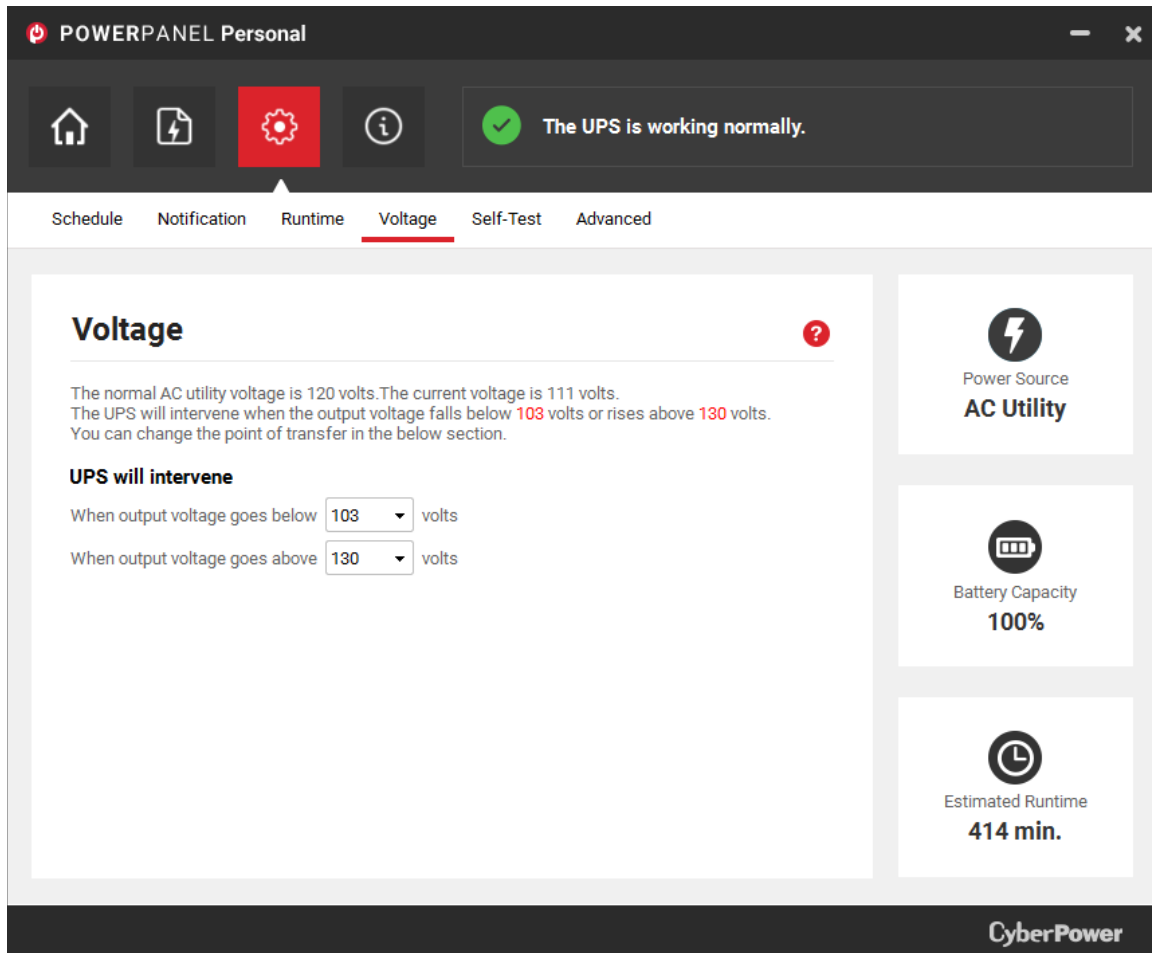 POWERPANEL Personal
The UPS is working normally.
Schedule Notification Runtime Voltage Self-Test Advanced
Voltage
?
The normal AC utility voltage is 120 volts.The current voltage is 111 volts.
The UPS will intervene when the output voltage falls below 103 volts or rises above 130 volts.
You can change the point of transfer in the below section.
UPS will intervene
When output voltage goes below 103 volts
When output voltage goes above 130 volts
Power Source
AC Utility
Battery Capacity
100%
Estimated Runtime
414 min.
CyberPower